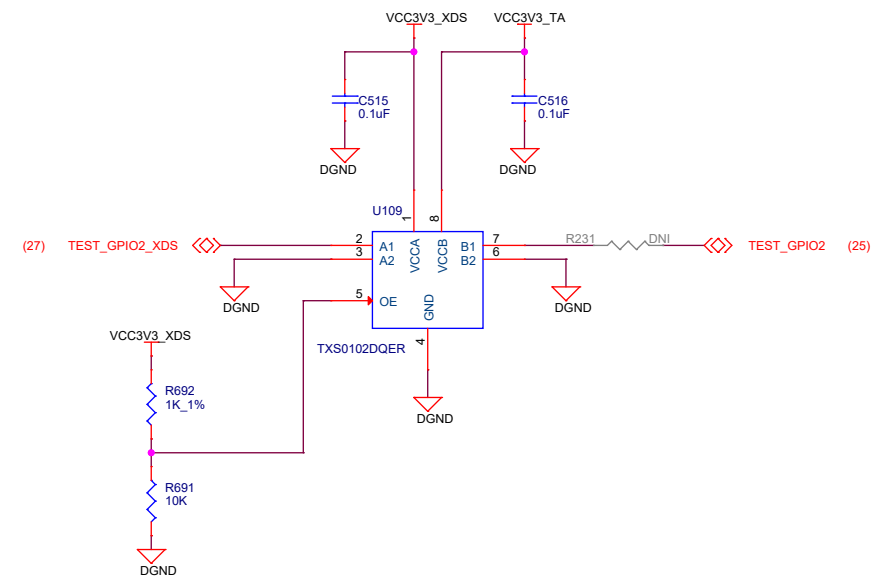 VCC3V3_XDS
VCC3V3_TA
C515
0.1uF
C516
0.1uF
DGND
DGND
U109
1
8
(27)
TEST_GPIO2_XDS
2
A1
VCCA
VCCB
B1
7
R231
DNI
TEST_GPIO2
(25)
3
A2
B2
6
DGND
5
OE
GND
DGND
VCC3V3_XDS
4
TXS0102DQER
R692
1K_1%
DGND
R691
10K
DGND